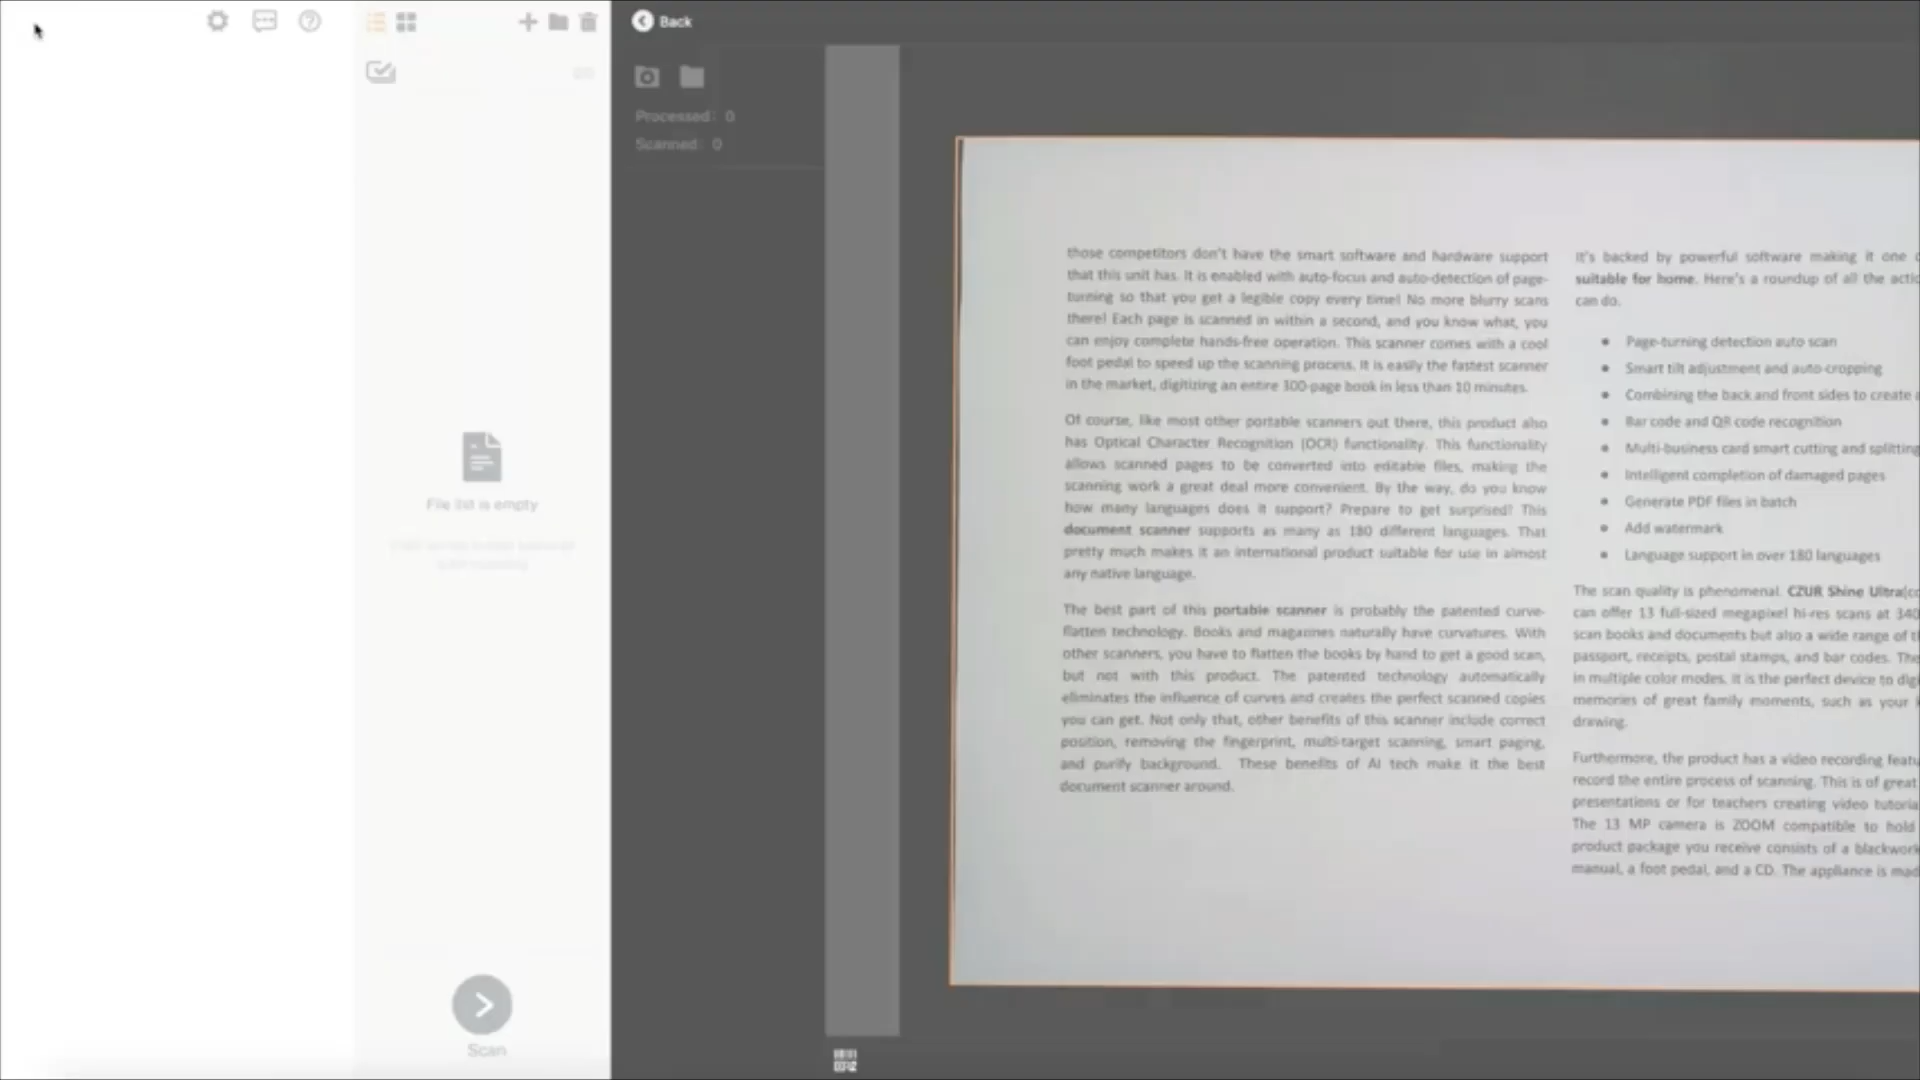 Back
Processed: 0
Scanned: 0
File list is empty
Scan
those competitors don't have the smart software and hardware support
that this unit has. It is enabled with auto-focus and auto-detection of page-
turning so that you get a legible copy every time! No more blurry scans
there! Each page is scanned in within a second, and you know what, you
can enjoy complete hands-free operation. This scanner comes with a cool
foot pedal to speed up the scanning process. It is easily the fastest scanner
in the market, digitizing an entire 300-page book in less than 10 minutes.
Of course, like most other portable scanners out there, this product also
has Optical Character Recognition (OCR) functionality. This functionality
allows scanned pages to be converted into editable files, making the
scanning work a great deal more convenient. By the way, do you know
how many languages does it support? Prepare to get surprised! This
document scanner supports as many as 180 different languages. That
pretty much makes it an international product suitable for use in almost
any native language.
The best part of this portable scanner is probably the patented curve-
flatten technology. Books and magazines naturally have curvatures. With
other scanners, you have to flatten the books by hand to get a good scan,
but not with this product. The patented technology automatically
eliminates the influence of curves and creates the perfect scanned copies
you can get. Not only that, other benefits of this scanner include correct
position, removing the fingerprint, multi-target scanning, smart paging,
and purify background. These benefits of AI tech make it the best
document scanner around.
It's backed by powerful software making it one
suitable for home. Here's a roundup of all the
can do.
Page-turning detection auto scan
Smart tilt adjustment and auto-cropping
Combining the back and front sides to create
Bar code and QR code recognition
Multi-business card smart cutting and splitting
Intelligent completion of damaged pages
Generate PDF files in batch
Add watermark
Language support in over 180 languages
The scan quality is phenomenal. CZUR Shine Ultra
can offer 13 full-sized megapixel hi-res scans at 340
scan books and documents but also a wide range of
passport, receipts, postal stamps, and bar codes.
in multiple color modes, it is the perfect device to
memories of great family moments, such as your
drawing.
Furthermore, the product has a video recording
record the entire process of scanning. This is of great
presentations or for teachers creating video
The 13 MP camera is ZOOM compatible to hold
product package you receive consists of a
manual, a foot pedal, and a CD. The appliance is